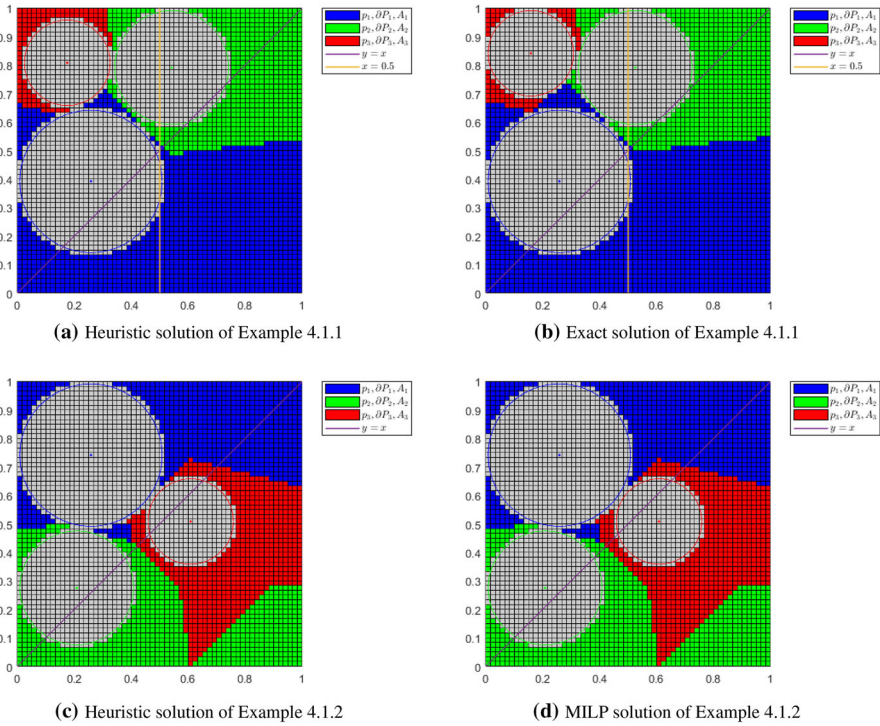 1
0.9
0.8
0.7
0.6
0.5
0.4
0.3
0.2
0.1
0
0 0.2 0.4 0.6 0.8 1
p₁, ∂P₁, A₁
p₂, ∂P₂, A₂
p₃, ∂P₃, A₃
y = x
x = 0.5
(a) Heuristic solution of Example 4.1.1
1
0.9
0.8
0.7
0.6
0.5
0.4
0.3
0.2
0.1
0
0 0.2 0.4 0.6 0.8 1
p₁, ∂P₁, A₁
p₂, ∂P₂, A₂
p₃, ∂P₃, A₃
y = x
x = 0.5
(b) Exact solution of Example 4.1.1
1
0.9
0.8
0.7
0.6
0.5
0.4
0.3
0.2
0.1
0
0 0.2 0.4 0.6 0.8 1
p₁, ∂P₁, A₁
p₂, ∂P₂, A₂
p₃, ∂P₃, A₃
y = x
(c) Heuristic solution of Example 4.1.2
1
0.9
0.8
0.7
0.6
0.5
0.4
0.3
0.2
0.1
0
0 0.2 0.4 0.6 0.8 1
p₁, ∂P₁, A₁
p₂, ∂P₂, A₂
p₃, ∂P₃, A₃
y = x
(d) MILP solution of Example 4.1.2